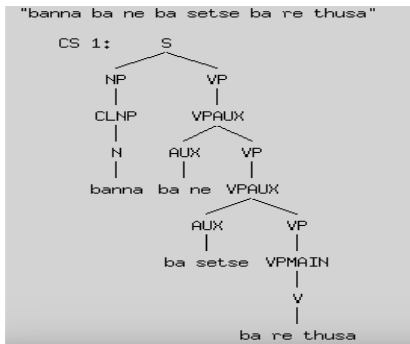 "banna ba ne ba setse ba re thusa"
CS 1: S
NP VP
CLNP VPAUX
N AUX VP
banna ba ne VPAUX
AUX VP
ba setse VPMAIN
V
ba re thusa